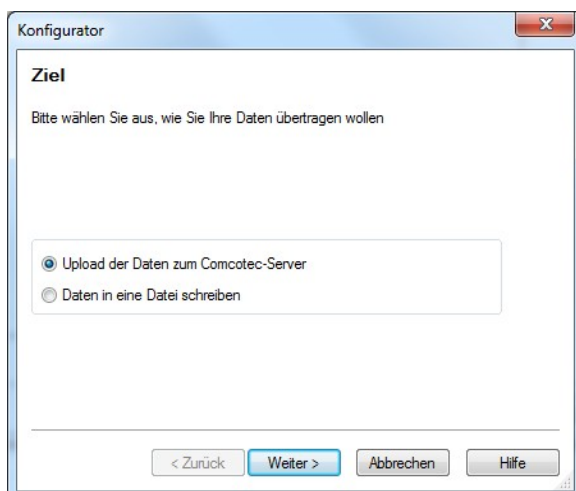 Konfigurator
Ziel
Bitte wählen Sie aus, wie Sie Ihre Daten übertragen wollen
Upload der Daten zum Comcotec-Server
Daten in eine Datei schreiben
< Zurück Weiter > Abbrechen Hilfe